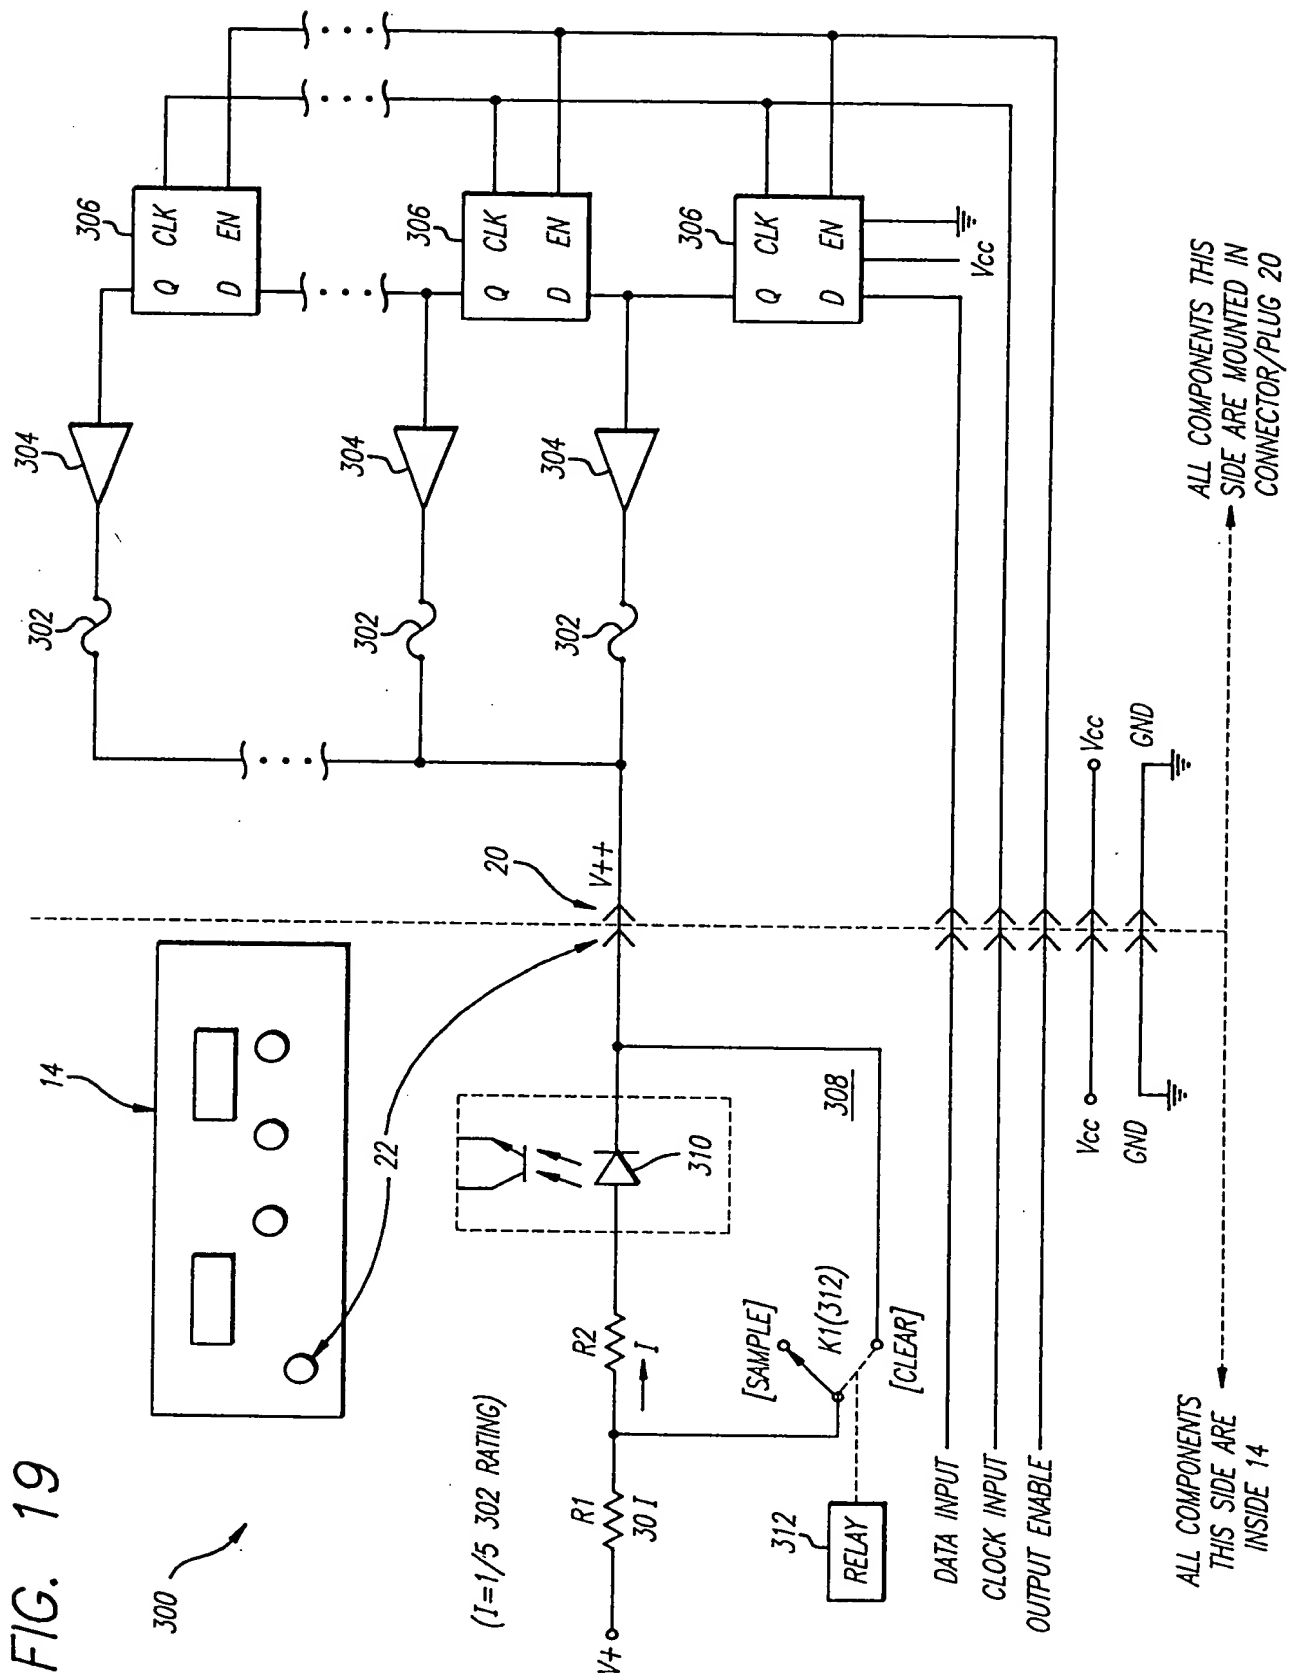 FIG. 19
300
14
22
20
V++
(I=1/5 302 RATING)
V+
R1
30 I
R2
I
310
308
[SAMPLE]
K1(312)
[CLEAR]
312
RELAY
302
302
302
304
304
304
306
Q CLK
D EN
306
Q CLK
D EN
306
Q CLK
D EN
Vcc
DATA INPUT
CLOCK INPUT
OUTPUT ENABLE
Vcc
Vcc
GND
GND
ALL COMPONENTS
THIS SIDE ARE
INSIDE 14
ALL COMPONENTS THIS
SIDE ARE MOUNTED IN
CONNECTOR/PLUG 20